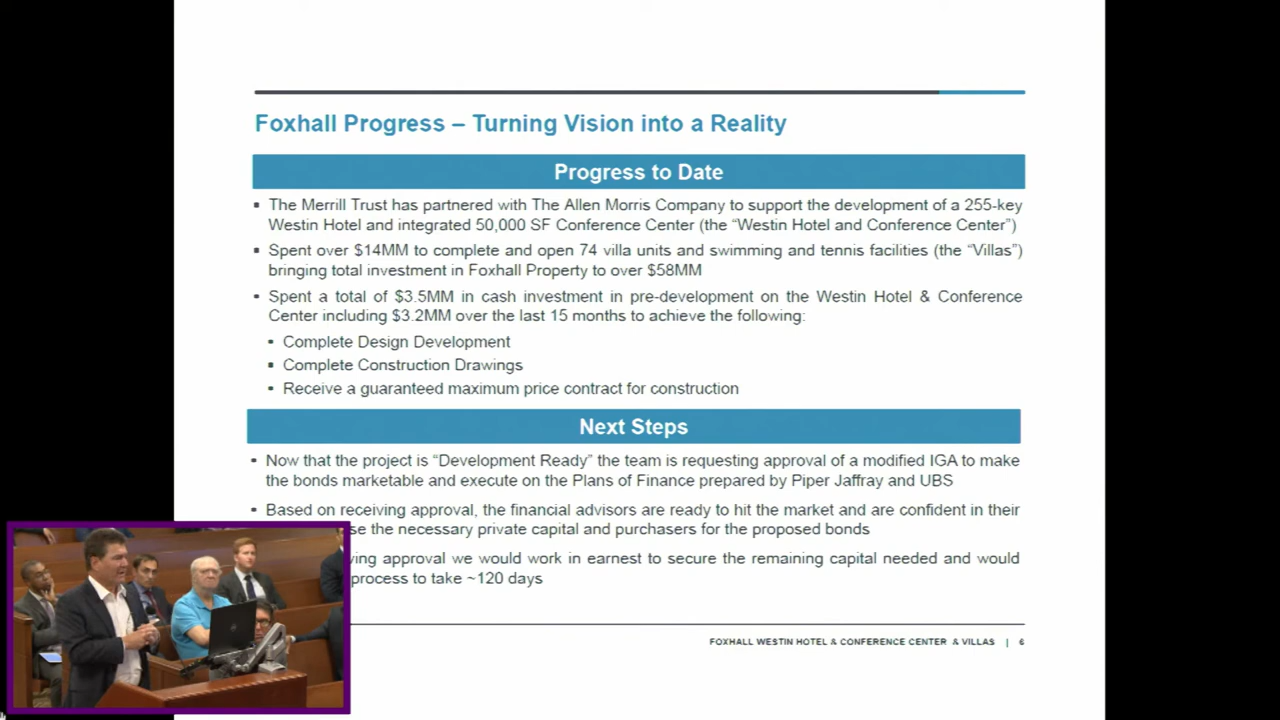 Foxhall Progress – Turning Vision into a Reality
Progress to Date
▪ The Merrill Trust has partnered with The Allen Morris Company to support the development of a 255-key
Westin Hotel and integrated 50,000 SF Conference Center (the “Westin Hotel and Conference Center”)
▪ Spent over $14MM to complete and open 74 villa units and swimming and tennis facilities (the “Villas”)
bringing total investment in Foxhall Property to over $58MM
▪ Spent a total of $3.5MM in cash investment in pre-development on the Westin Hotel & Conference
Center including $3.2MM over the last 15 months to achieve the following:
▪ Complete Design Development
▪ Complete Construction Drawings
▪ Receive a guaranteed maximum price contract for construction
Next Steps
▪ Now that the project is “Development Ready” the team is requesting approval of a modified IGA to make
the bonds marketable and execute on the Plans of Finance prepared by Piper Jaffray and UBS
▪ Based on receiving approval, the financial advisors are ready to hit the market and are confident in their
the necessary private capital and purchasers for the proposed bonds
approval we would work in earnest to secure the remaining capital needed and would
process to take ~120 days
FOXHALL WESTIN HOTEL & CONFERENCE CENTER & VILLAS | 6